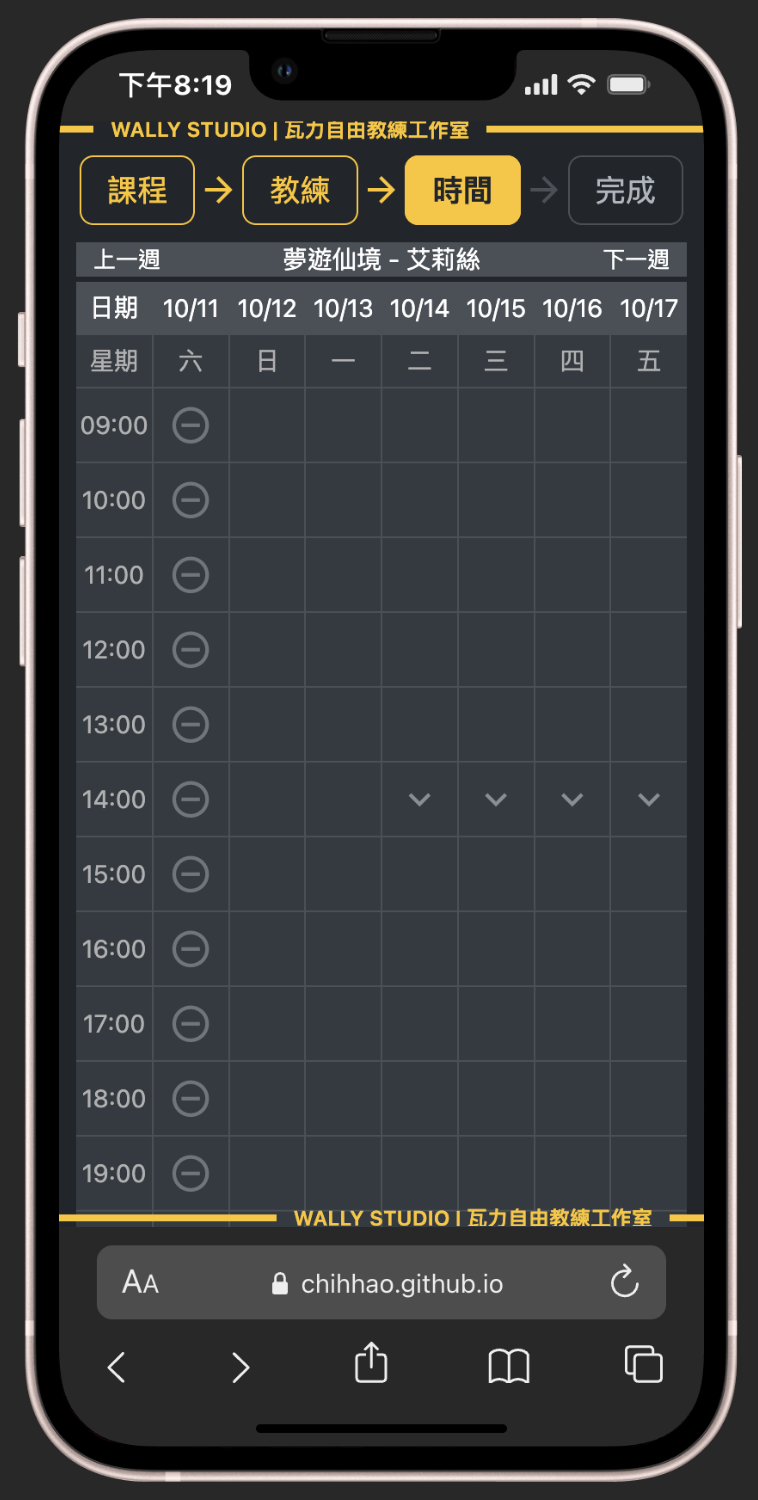 下午8:19
WALLY STUDIO | 瓦力自由教練工作室
課程 → 教練 → 時間 → 完成
上一週 夢遊仙境 - 艾莉絲 下一週
日期 10/11 10/12 10/13 10/14 10/15 10/16 10/17
星期 六 日 一 二 三 四 五
09:00
10:00
11:00
12:00
13:00
14:00
15:00
16:00
17:00
18:00
19:00
WALLY STUDIO | 瓦力自由教練工作室
AA chihhao.github.io